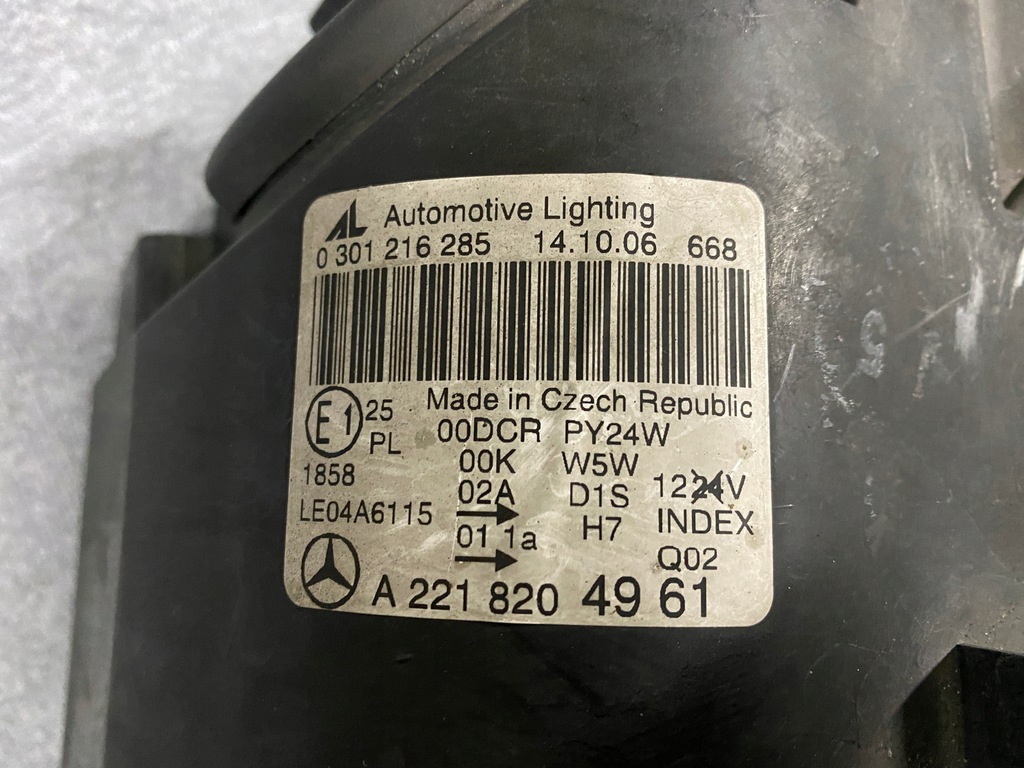 AL Automotive Lighting
0 301 216 285 14.10.06 668
Made in Czech Republic
E1 25 PL
00DCR PY24W
00K W5W
1858
02A D1S 1224V
LE04A6115
01 1a H7 INDEX
Q02
A 221 820 49 61